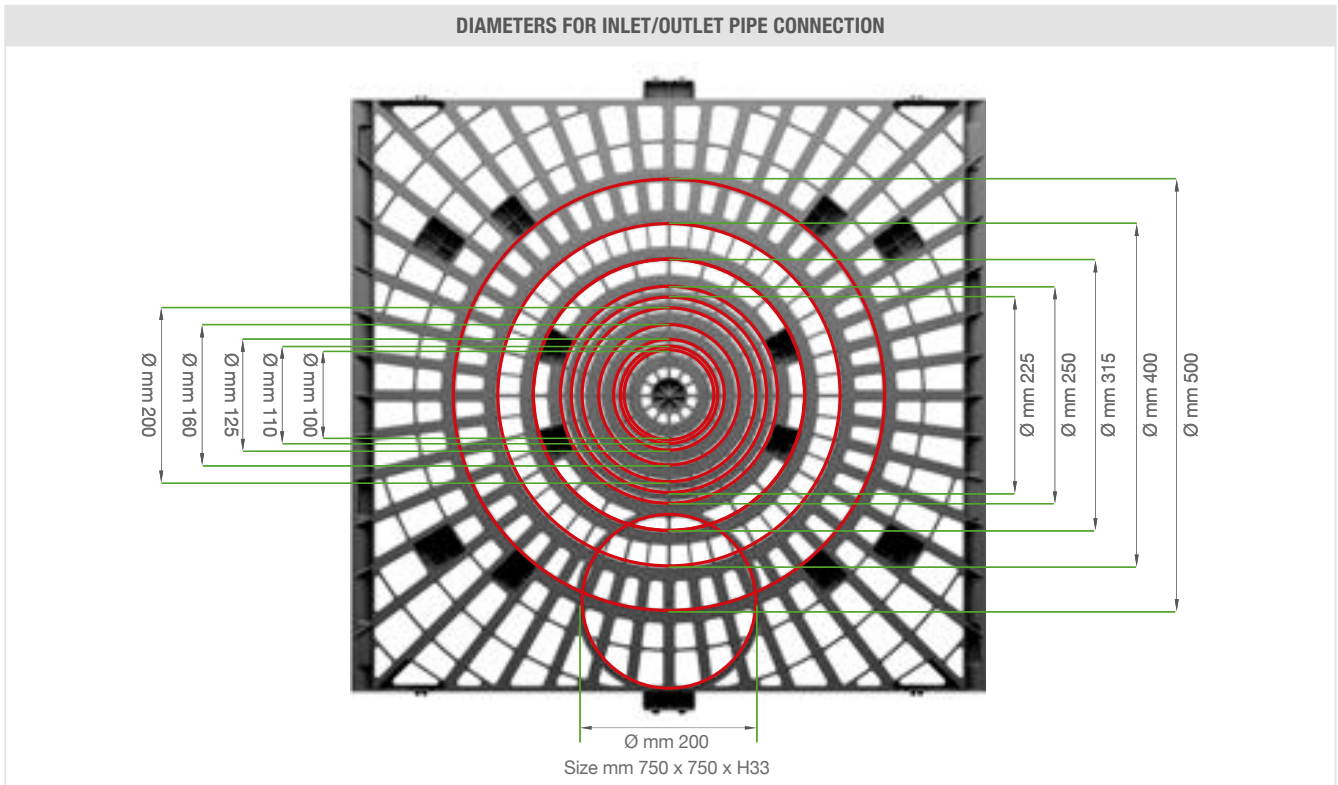 DIAMETERS FOR INLET/OUTLET PIPE CONNECTION
Ø mm 200
Ø mm 160
Ø mm 125
Ø mm 110
Ø mm 100
Ø mm 225
Ø mm 250
Ø mm 315
Ø mm 400
Ø mm 500
Ø mm 200
Size mm 750 x 750 x H33